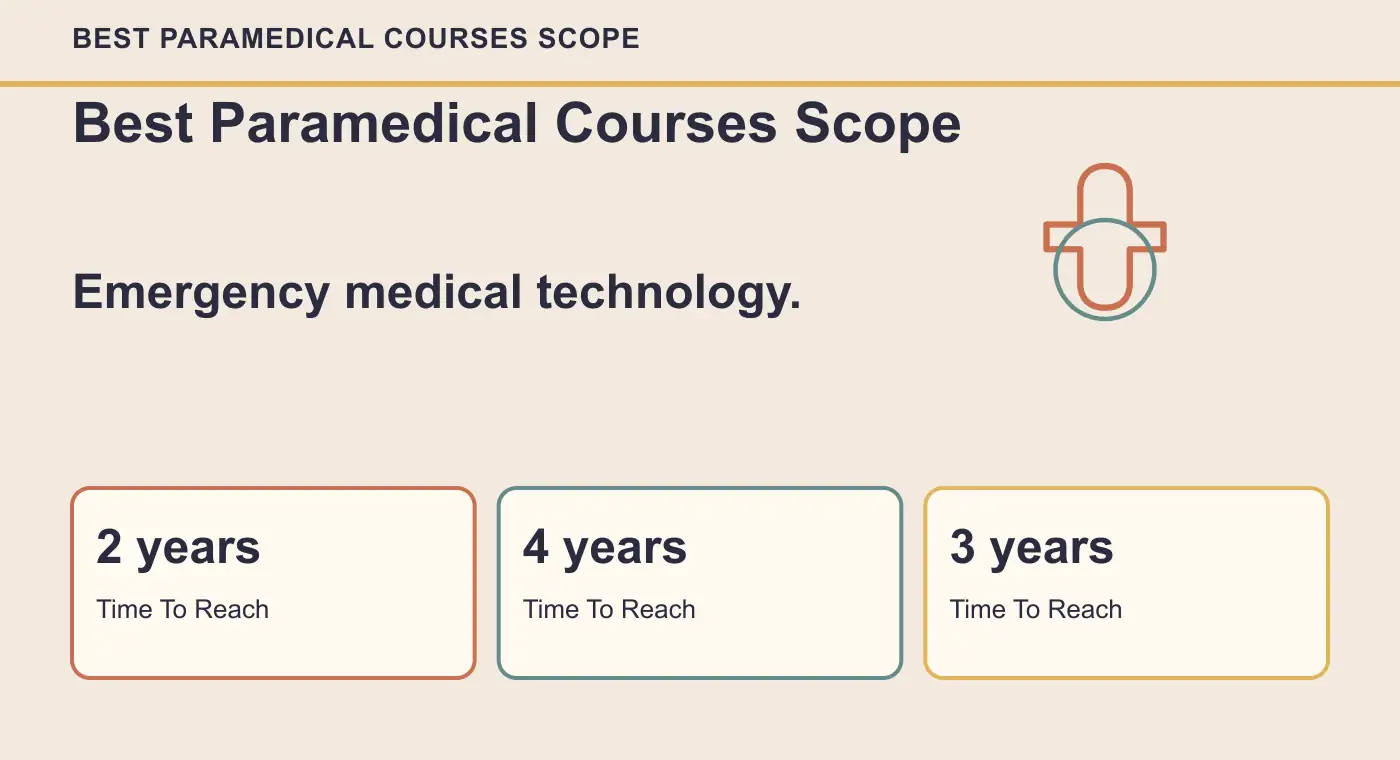 BEST PARAMEDICAL COURSES SCOPE
Best Paramedical Courses Scope
Emergency medical technology.
2 years
Time To Reach
4 years
Time To Reach
3 years
Time To Reach